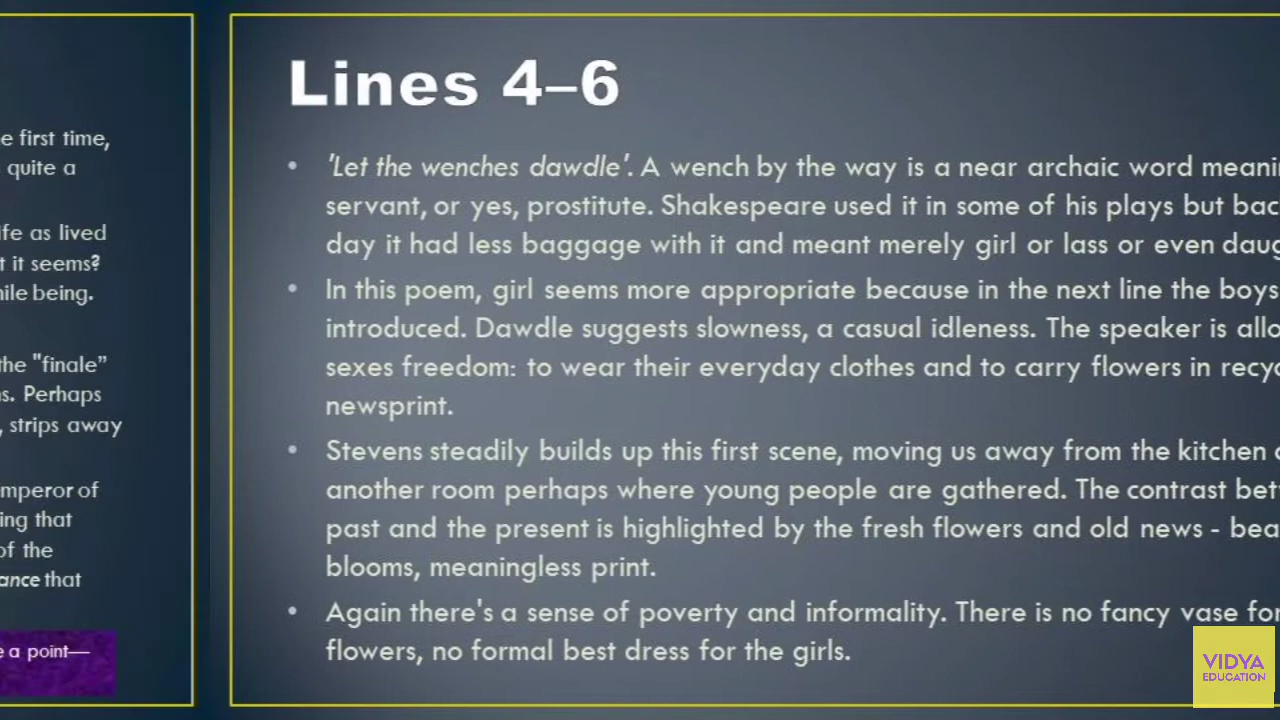 e first time,
quite a
ife as lived
t it seems?
nile being.
the "finale”
s. Perhaps
, strips away
mperor of
ing that
of the
ance that
e a point—
Lines 4–6
• 'Let the wenches dawdle'. A wench by the way is a near archaic word meanin
servant, or yes, prostitute. Shakespeare used it in some of his plays but bac
day it had less baggage with it and meant merely girl or lass or even daug
• In this poem, girl seems more appropriate because in the next line the boys
introduced. Dawdle suggests slowness, a casual idleness. The speaker is allo
sexes freedom: to wear their everyday clothes and to carry flowers in recyc
newsprint.
• Stevens steadily builds up this first scene, moving us away from the kitchen
another room perhaps where young people are gathered. The contrast bet
past and the present is highlighted by the fresh flowers and old news - bea
blooms, meaningless print.
• Again there's a sense of poverty and informality. There is no fancy vase for
flowers, no formal best dress for the girls.
VIDYA
EDUCATION